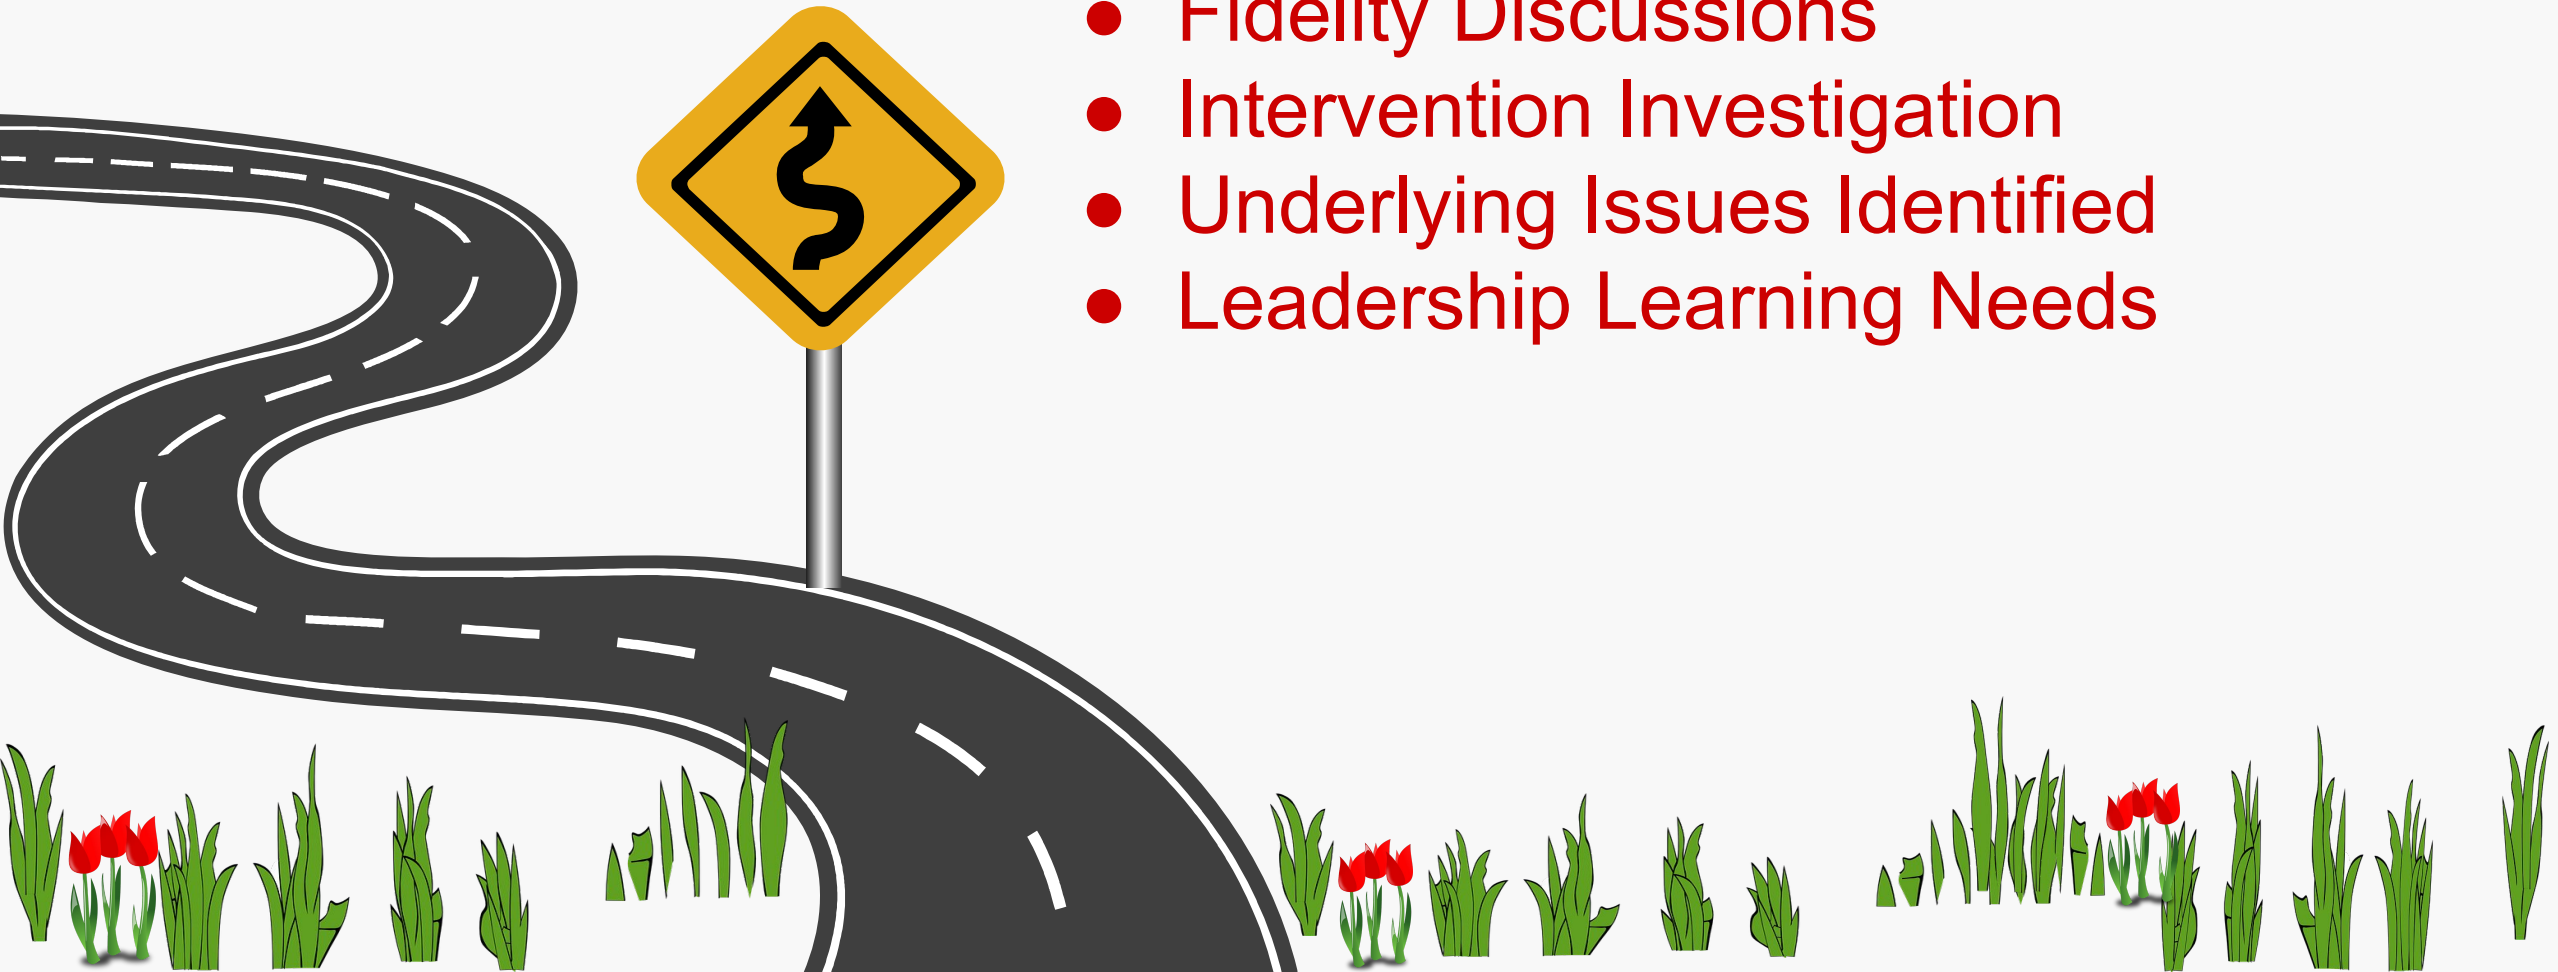 ● Fidelity Discussions
● Intervention Investigation
● Underlying Issues Identified
● Leadership Learning Needs